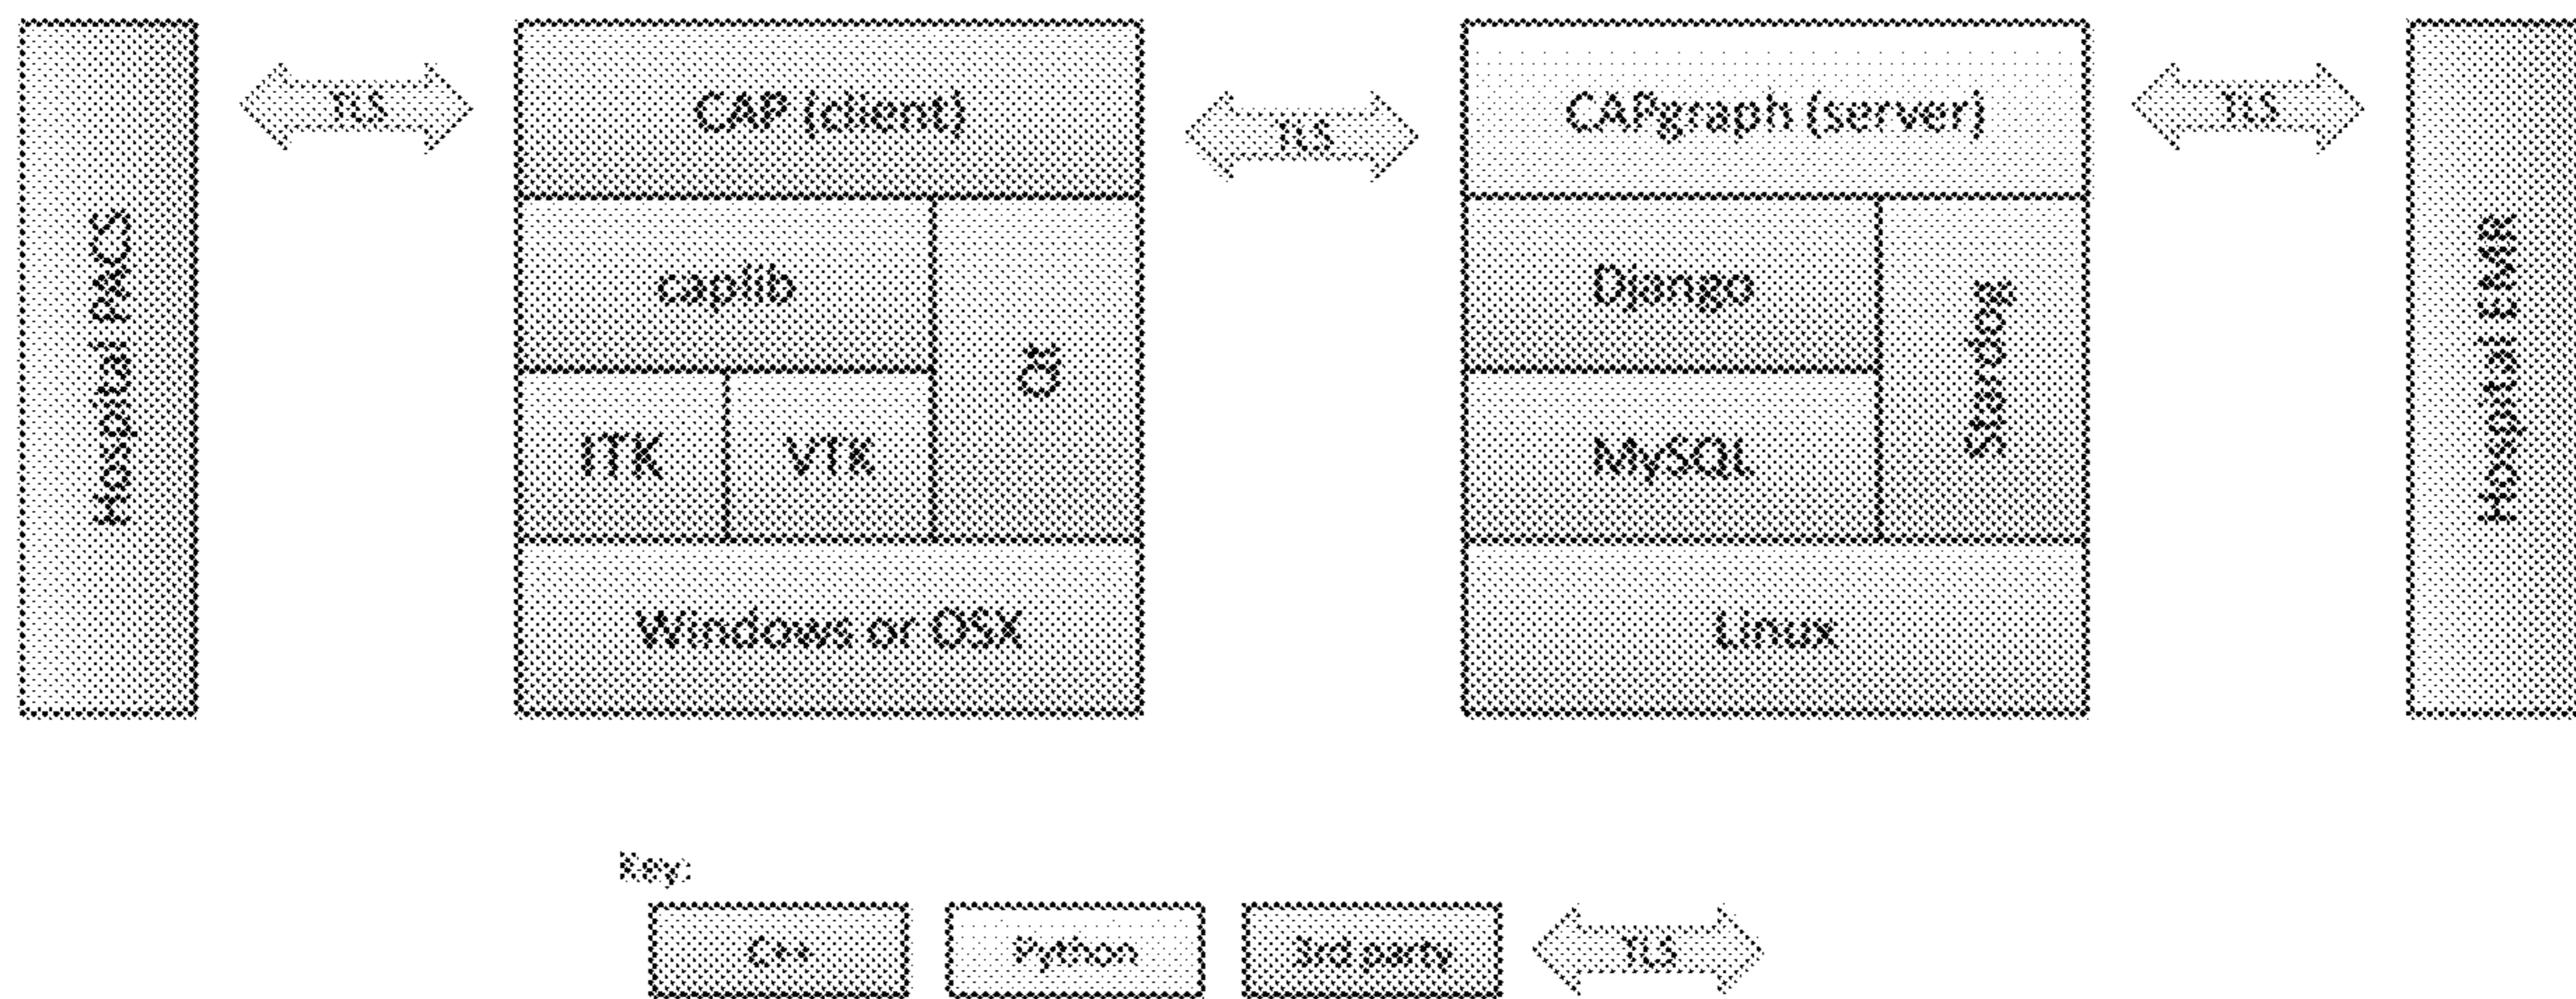 Hospital PACS
TLS
CAP (client)
caplib
Qt
ITK
VTK
Windows or OSX
TLS
CAPgraph (server)
Django
Stardog
MySQL
Linux
TLS
Hospital EMR
Key:
C++
Python
3rd party
TLS